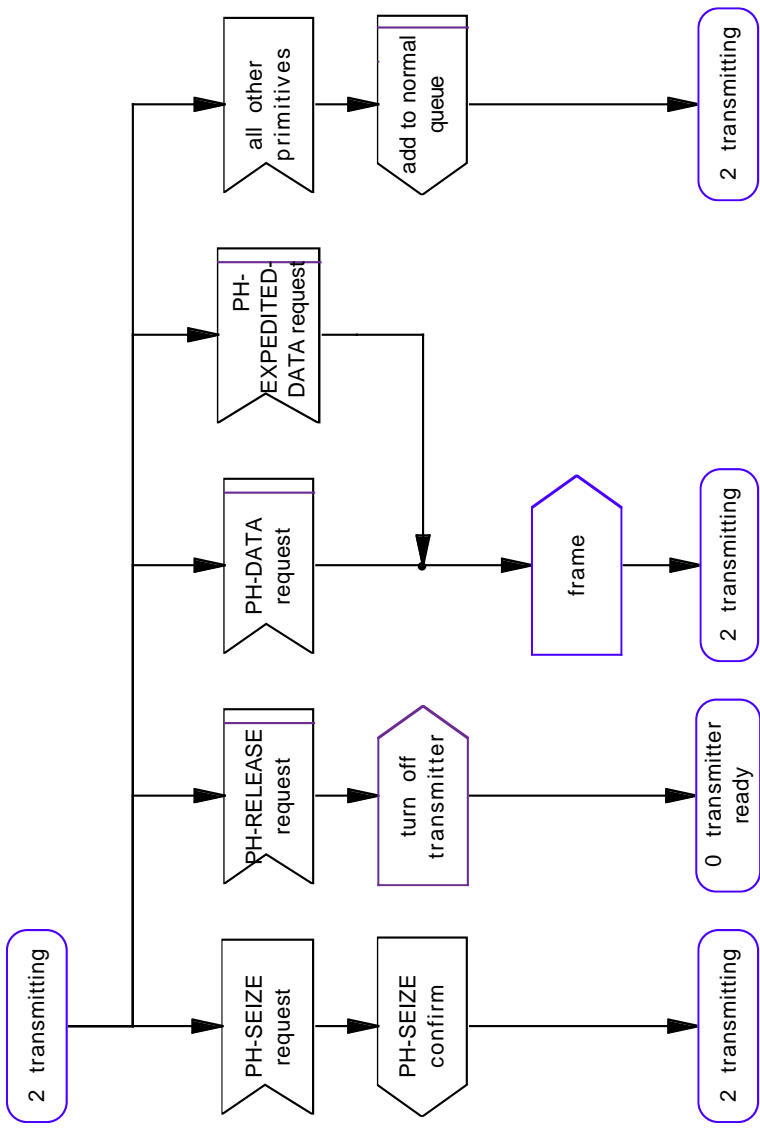 2 transmitting
PH-SEIZE
request
PH-SEIZE
confirm
2 transmitting
PH-RELEASE
request
turn off
transmitter
0 transmitter
ready
PH-DATA
request
frame
2 transmitting
PH-
EXPEDITED-
DATA request
all other
primitives
add to normal
queue
2 transmitting